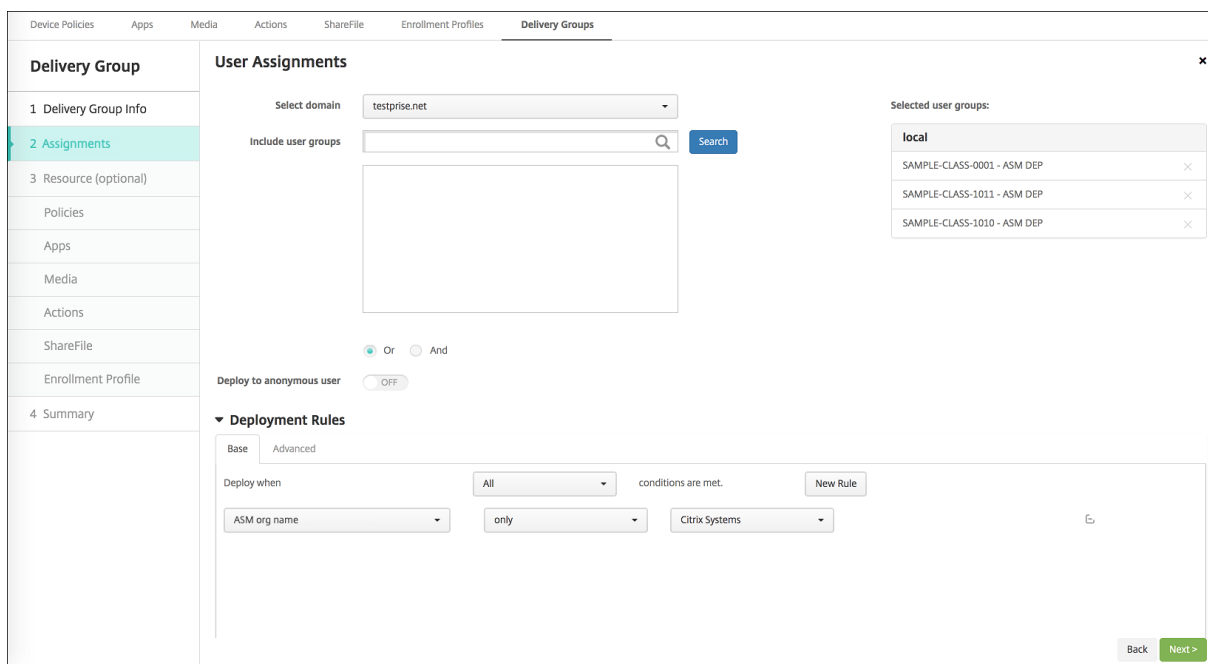 Device Policies Apps Media Actions ShareFile Enrollment Profiles Delivery Groups
Delivery Group
1 Delivery Group Info
2 Assignments
3 Resource (optional)
Policies
Apps
Media
Actions
ShareFile
Enrollment Profile
4 Summary
User Assignments
Select domain testprise.net
Include user groups Search
Or And
Deploy to anonymous user OFF
Selected user groups:
local
SAMPLE-CLASS-0001 - ASM DEP
SAMPLE-CLASS-1011 - ASM DEP
SAMPLE-CLASS-1010 - ASM DEP
Deployment Rules
Base Advanced
Deploy when All conditions are met. New Rule
ASM org name only Citrix Systems
Back Next >